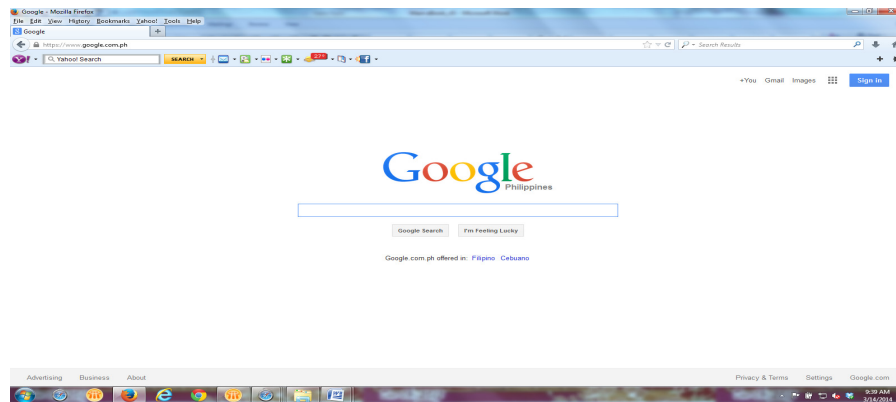 Google - Mozilla Firefox
File Edit View History Bookmarks Yahoo! Tools Help
Google +
https://www.google.com.ph
Search Results
Y! Yahoo! Search SEARCH 277
+You Gmail Images Sign in
Google
Philippines
Google Search I'm Feeling Lucky
Google.com.ph offered in: Filipino Cebuano
Advertising Business About Privacy & Terms Settings Google.com
9:39 AM
3/14/2014